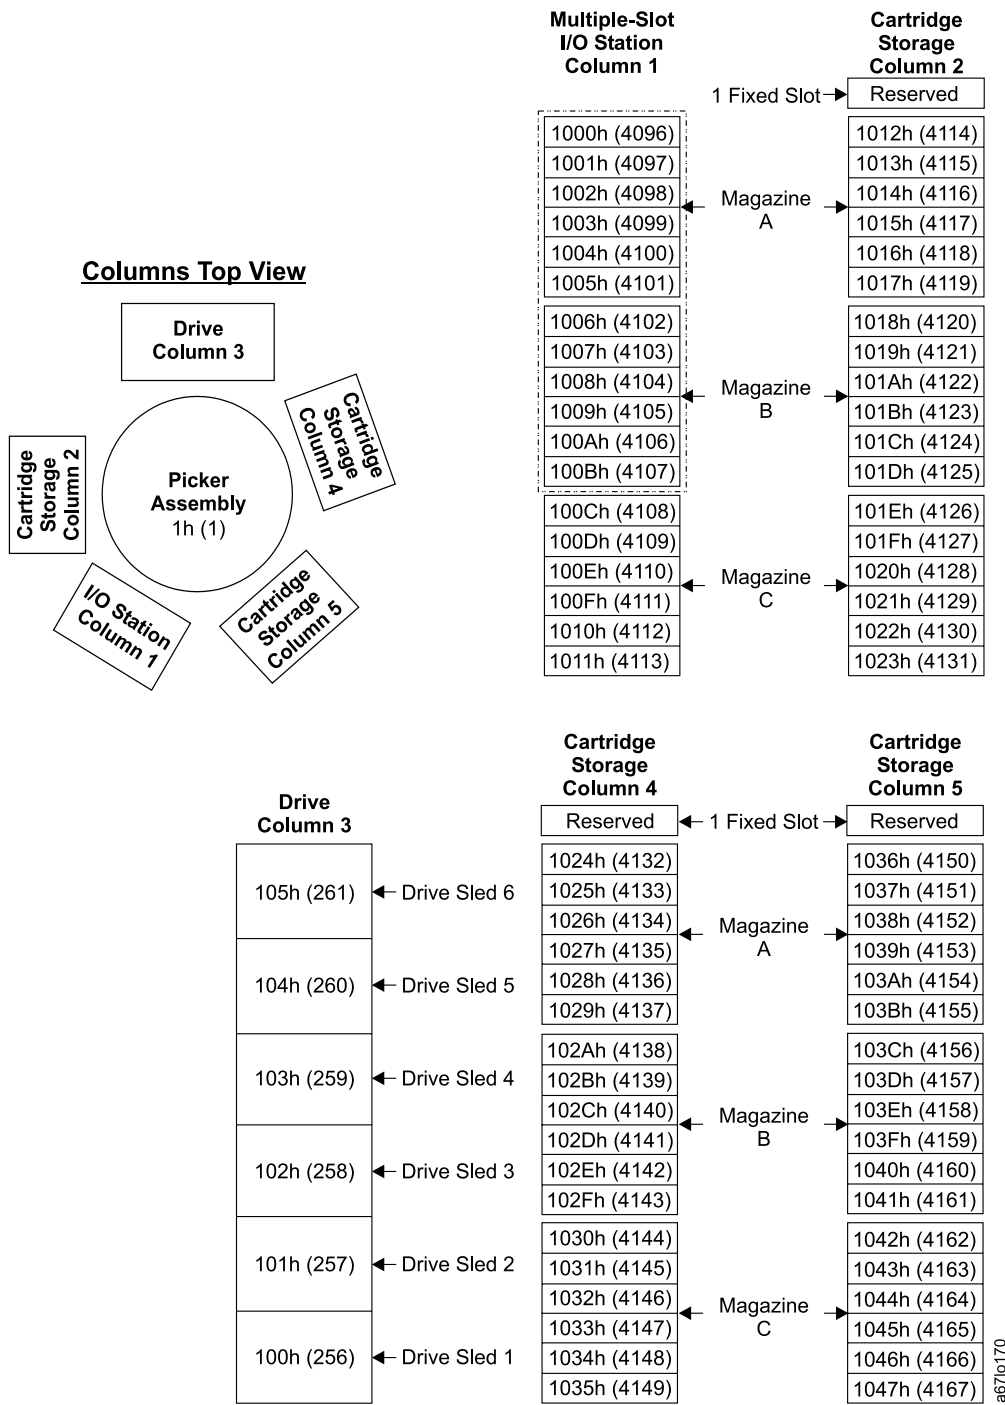 Multiple-Slot
I/O Station
Column 1
Cartridge
Storage
Column 2
1 Fixed Slot
Reserved
1000h (4096)
1001h (4097)
1002h (4098)
1003h (4099)
1004h (4100)
1005h (4101)
Magazine
A
1012h (4114)
1013h (4115)
1014h (4116)
1015h (4117)
1016h (4118)
1017h (4119)
1006h (4102)
1007h (4103)
1008h (4104)
1009h (4105)
100Ah (4106)
100Bh (4107)
Magazine
B
1018h (4120)
1019h (4121)
101Ah (4122)
101Bh (4123)
101Ch (4124)
101Dh (4125)
100Ch (4108)
100Dh (4109)
100Eh (4110)
100Fh (4111)
1010h (4112)
1011h (4113)
Magazine
C
101Eh (4126)
101Fh (4127)
1020h (4128)
1021h (4129)
1022h (4130)
1023h (4131)
Columns Top View
Drive
Column 3
Cartridge
Storage
Column 4
Cartridge
Storage
Column 2
Picker
Assembly
1h (1)
I/O Station
Column 1
Cartridge
Storage
Column 5
Drive
Column 3
105h (261)
Drive Sled 6
104h (260)
Drive Sled 5
103h (259)
Drive Sled 4
102h (258)
Drive Sled 3
101h (257)
Drive Sled 2
100h (256)
Drive Sled 1
Cartridge
Storage
Column 4
Cartridge
Storage
Column 5
Reserved
1 Fixed Slot
Reserved
1024h (4132)
1025h (4133)
1026h (4134)
1027h (4135)
1028h (4136)
1029h (4137)
Magazine
A
1036h (4150)
1037h (4151)
1038h (4152)
1039h (4153)
103Ah (4154)
103Bh (4155)
102Ah (4138)
102Bh (4139)
102Ch (4140)
102Dh (4141)
102Eh (4142)
102Fh (4143)
Magazine
B
103Ch (4156)
103Dh (4157)
103Eh (4158)
103Fh (4159)
1040h (4160)
1041h (4161)
1030h (4144)
1031h (4145)
1032h (4146)
1033h (4147)
1034h (4148)
1035h (4149)
Magazine
C
1042h (4162)
1043h (4163)
1044h (4164)
1045h (4165)
1046h (4166)
1047h (4167)
a67lo170